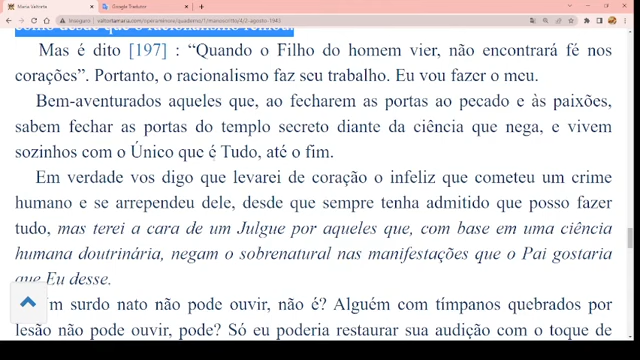 Maria Valtorta
Google Tradutor
Inseguro | valtortamaria.com/operaminore/quaderno/1/manoscritto/4/2-agosto-1943
como desde que o racionalismo reinou.
Mas é dito [197] : “Quando o Filho do homem vier, não encontrará fé nos
corações”. Portanto, o racionalismo faz seu trabalho. Eu vou fazer o meu.
Bem-aventurados aqueles que, ao fecharem as portas ao pecado e às paixões,
sabem fechar as portas do templo secreto diante da ciência que nega, e vivem
sozinhos com o Único que é Tudo, até o fim.
Em verdade vos digo que levarei de coração o infeliz que cometeu um crime
humano e se arrependeu dele, desde que sempre tenha admitido que posso fazer
tudo, mas terei a cara de um Julgue por aqueles que, com base em uma ciência
humana doutrinária, negam o sobrenatural nas manifestações que o Pai gostaria
que Eu desse.
m surdo nato não pode ouvir, não é? Alguém com tímpanos quebrados por
lesão não pode ouvir, pode? Só eu poderia restaurar sua audição com o toque de